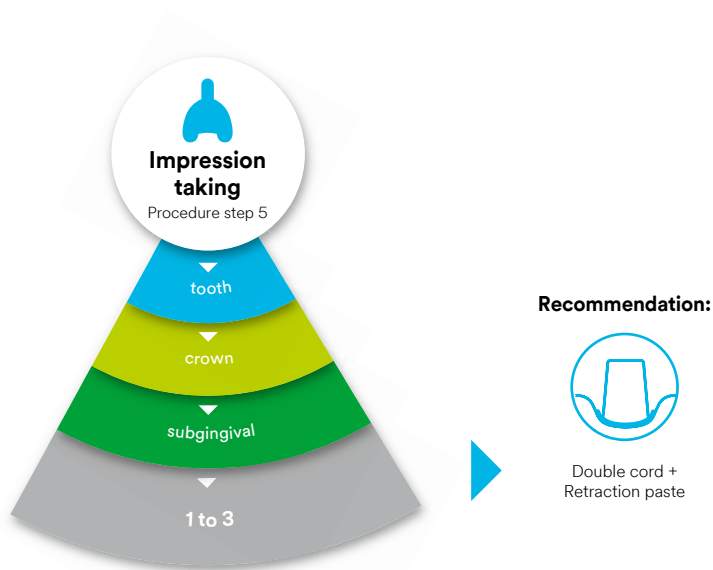 Impression
taking
Procedure step 5
tooth
crown
subgingival
1 to 3
Recommendation:
Double cord +
Retraction paste